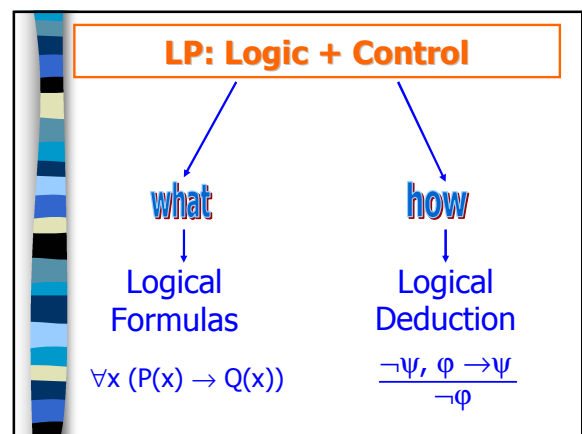 LP: Logic + Control
what
how
Logical
Formulas
Logical
Deduction
∀x (P(x) → Q(x))
¬ψ, φ →ψ
¬φ